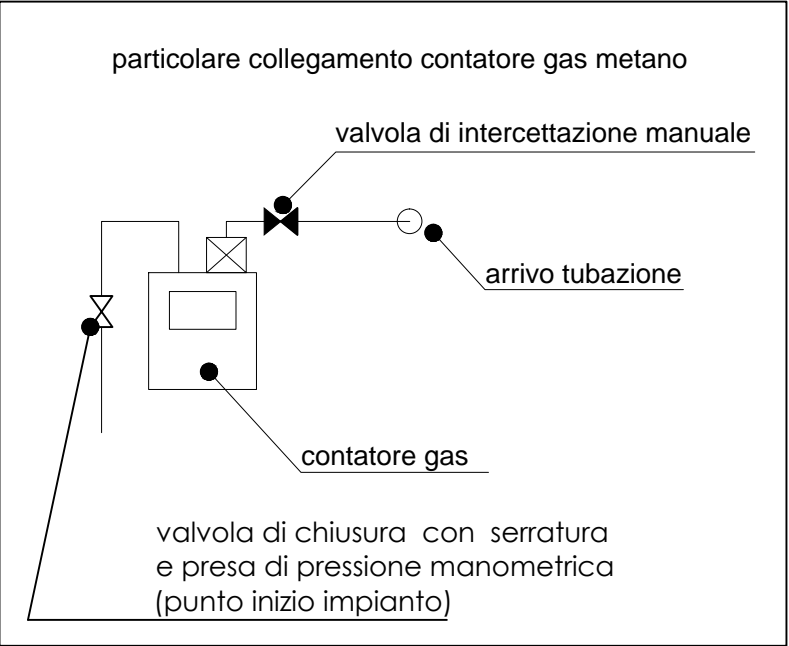 particolare collegamento contatore gas metano
valvola di intercettazione manuale
arrivo tubazione
contatore gas
valvola di chiusura con serratura
e presa di pressione manometrica
(punto inizio impianto)